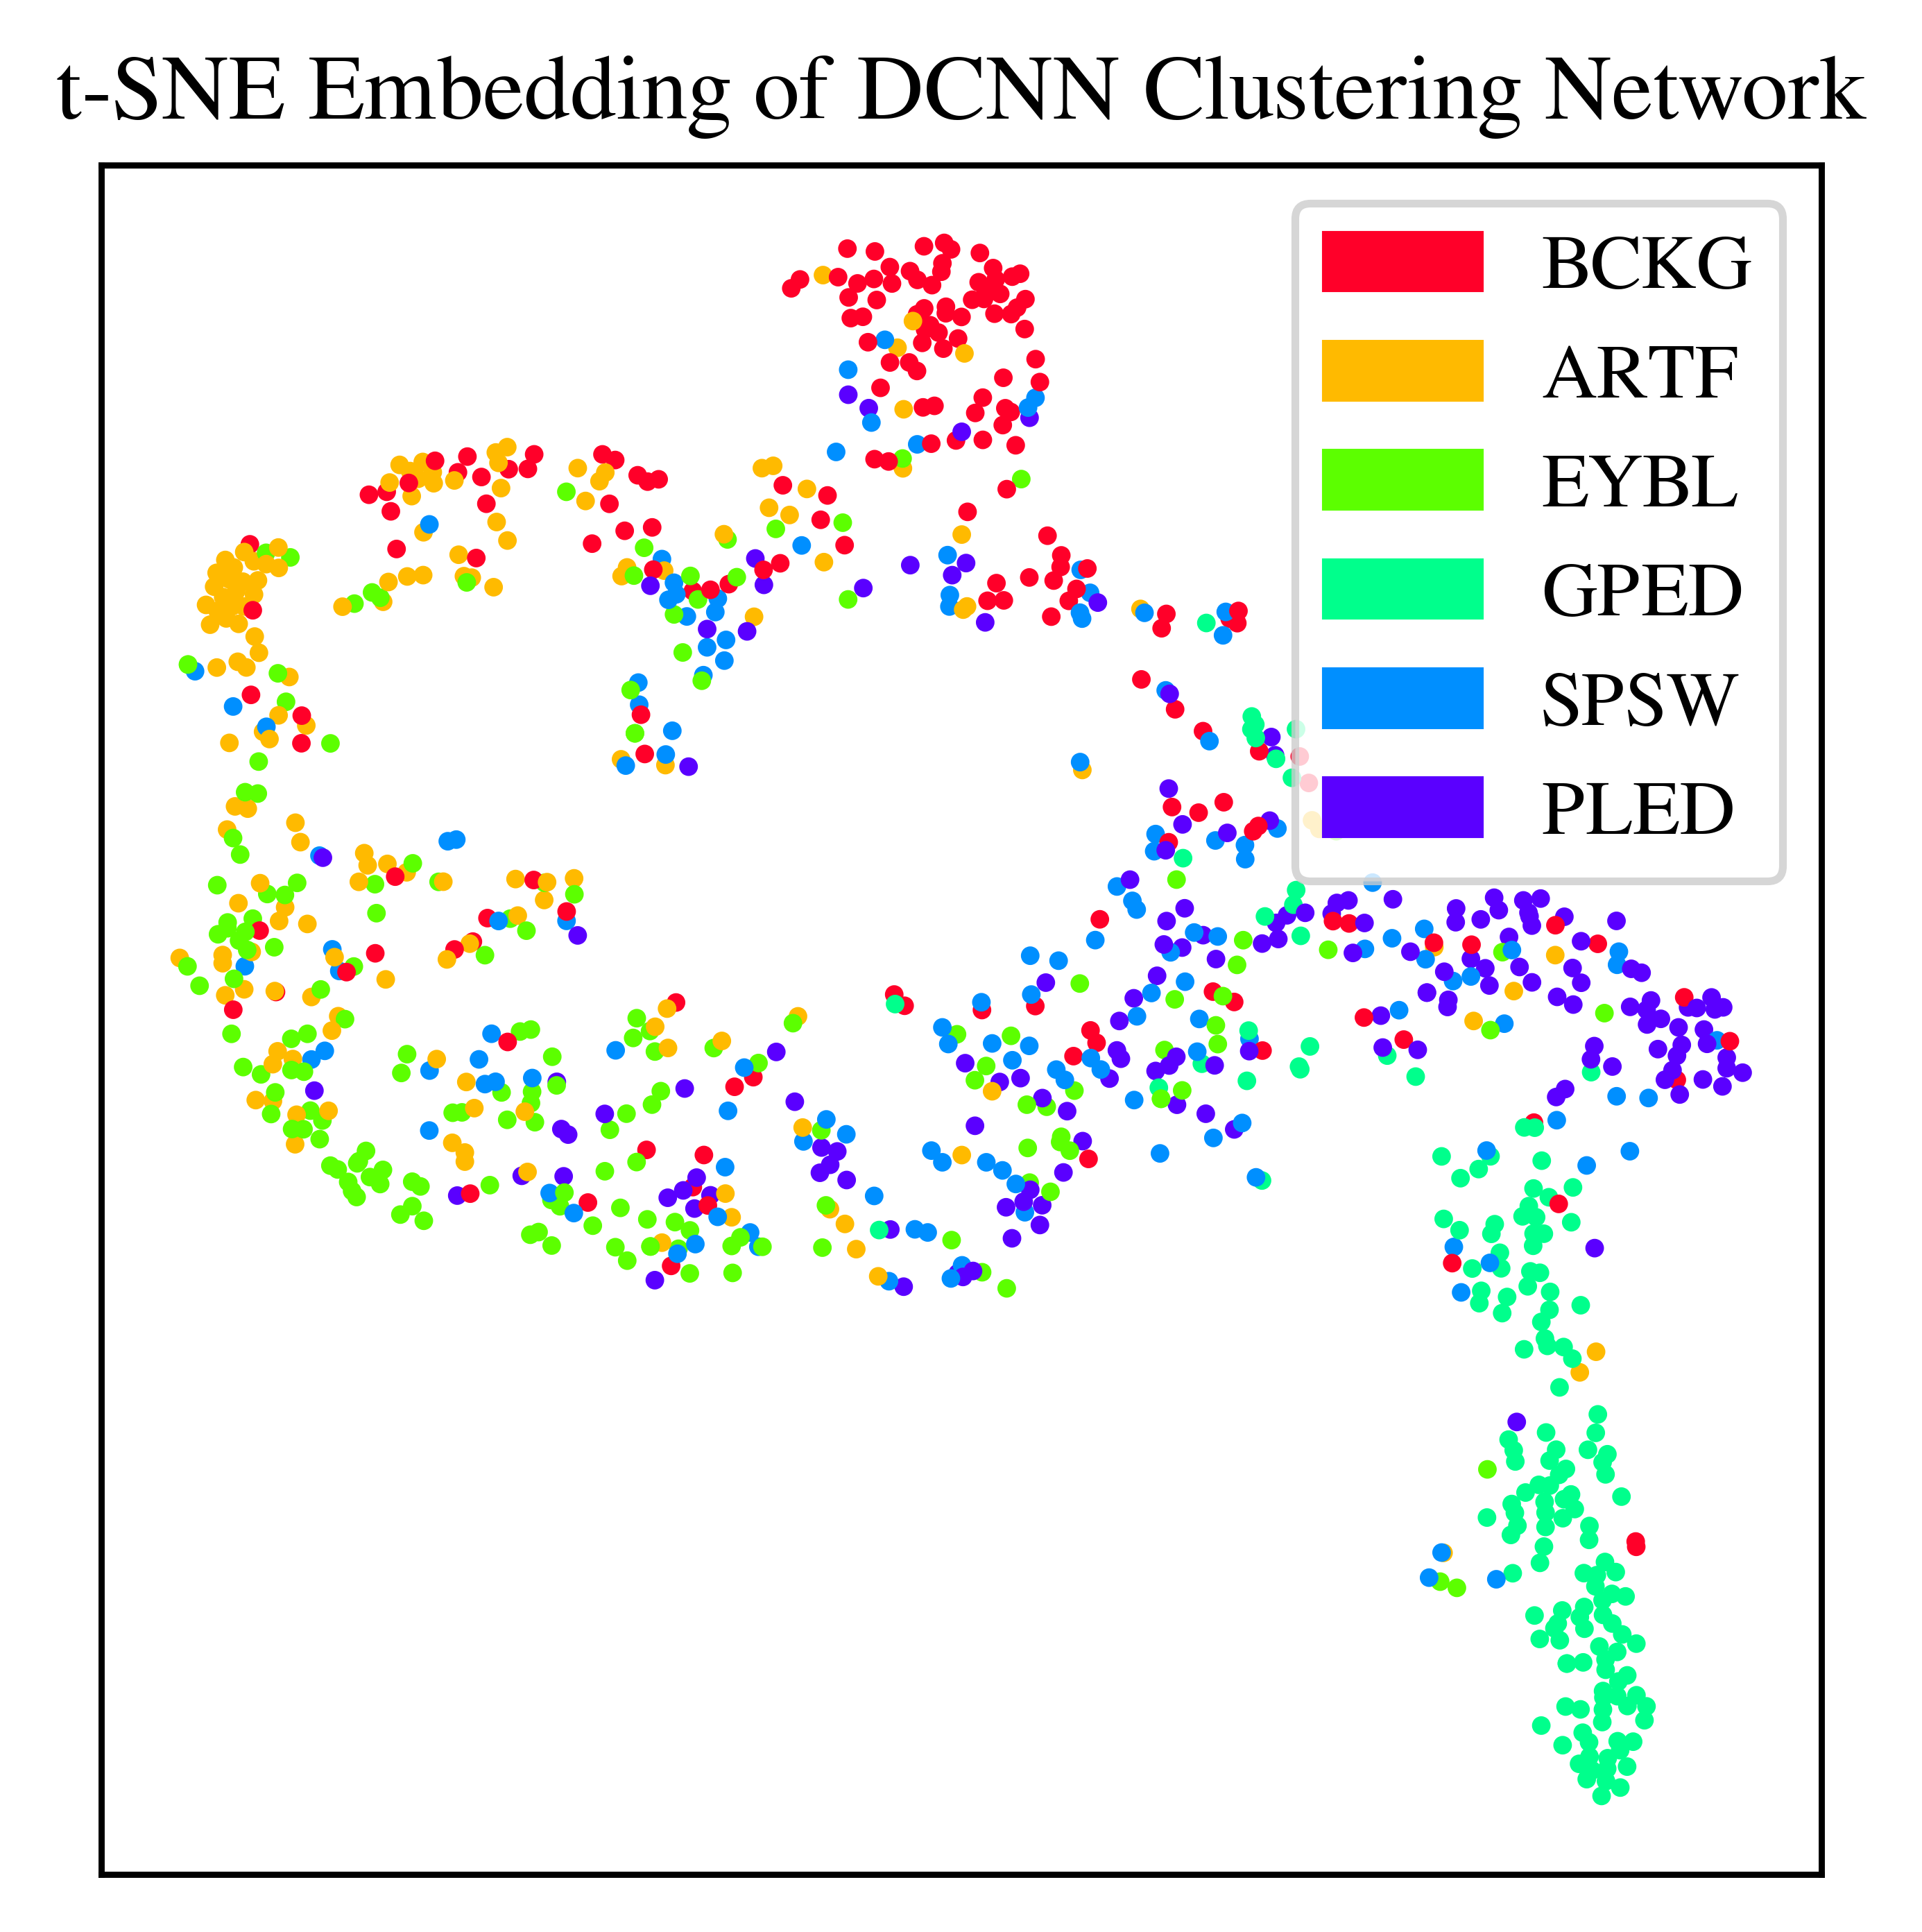 t-SNE Embedding of DCNN Clustering Network
BCKG
ARTF
EYBL
GPED
SPSW
PLED